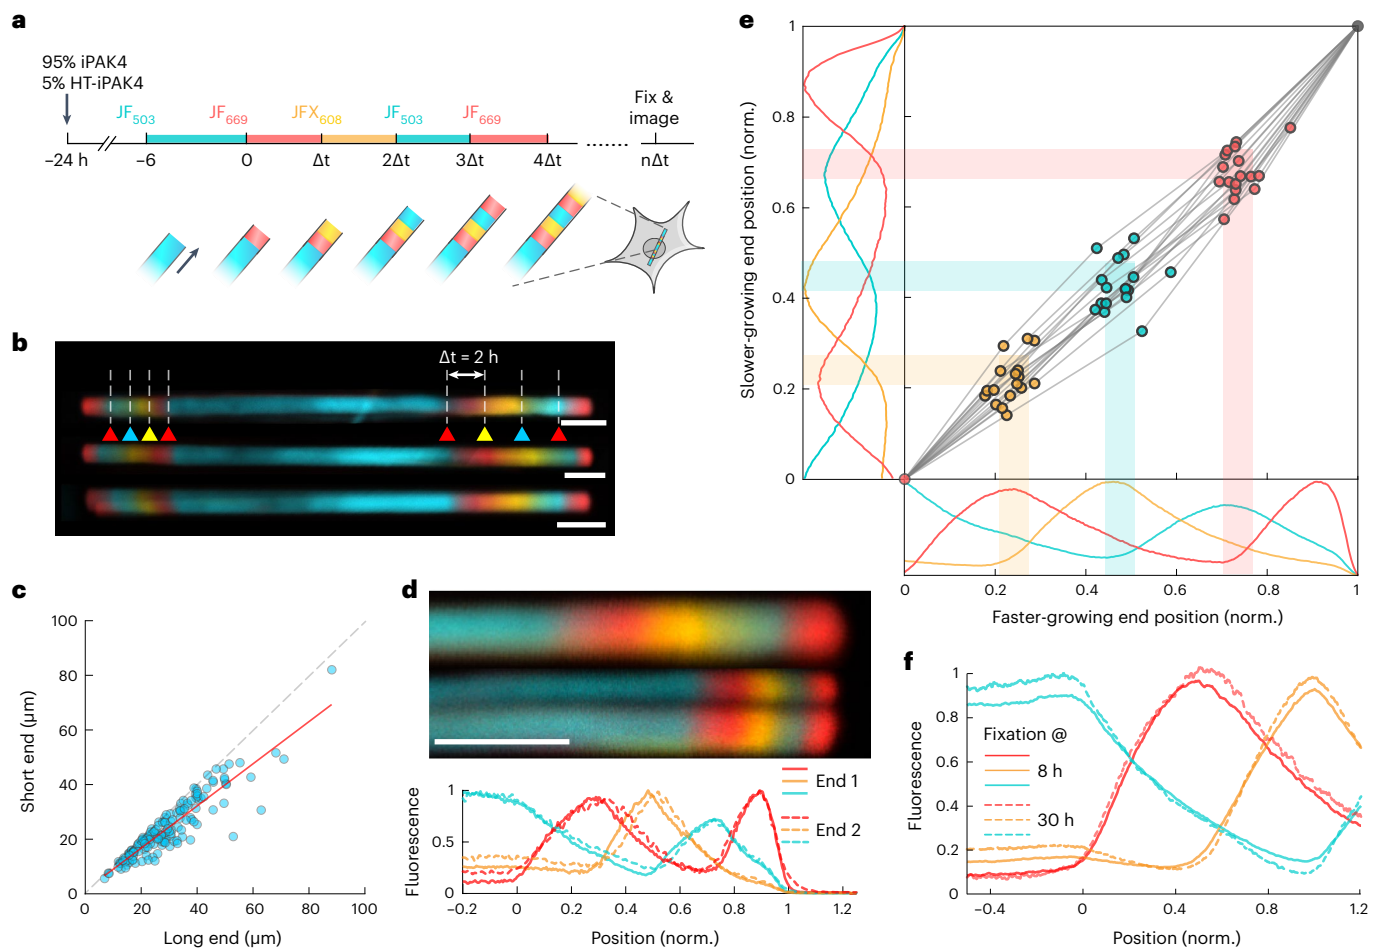 a
95% iPAK4
5% HT-iPAK4
JF503
JF669
JFX608
JF503
JF669
Fix &
image
−24 h
−6
0
Δt
2Δt
3Δt
4Δt
nΔt
b
Δt = 2 h
c
Short end (μm)
100
80
60
40
20
0
0
20
40
60
80
100
Long end (μm)
d
End 1
End 2
Fluorescence
1
0.5
0
−0.2
0
0.2
0.4
0.6
0.8
1
1.2
Position (norm.)
e
Slower-growing end position (norm.)
1
0.8
0.6
0.4
0.2
0
0
0.2
0.4
0.6
0.8
1
Faster-growing end position (norm.)
f
Fluorescence
1
0.8
0.6
0.4
0.2
0
Fixation @
8 h
30 h
−0.4
0
0.4
0.8
1.2
Position (norm.)